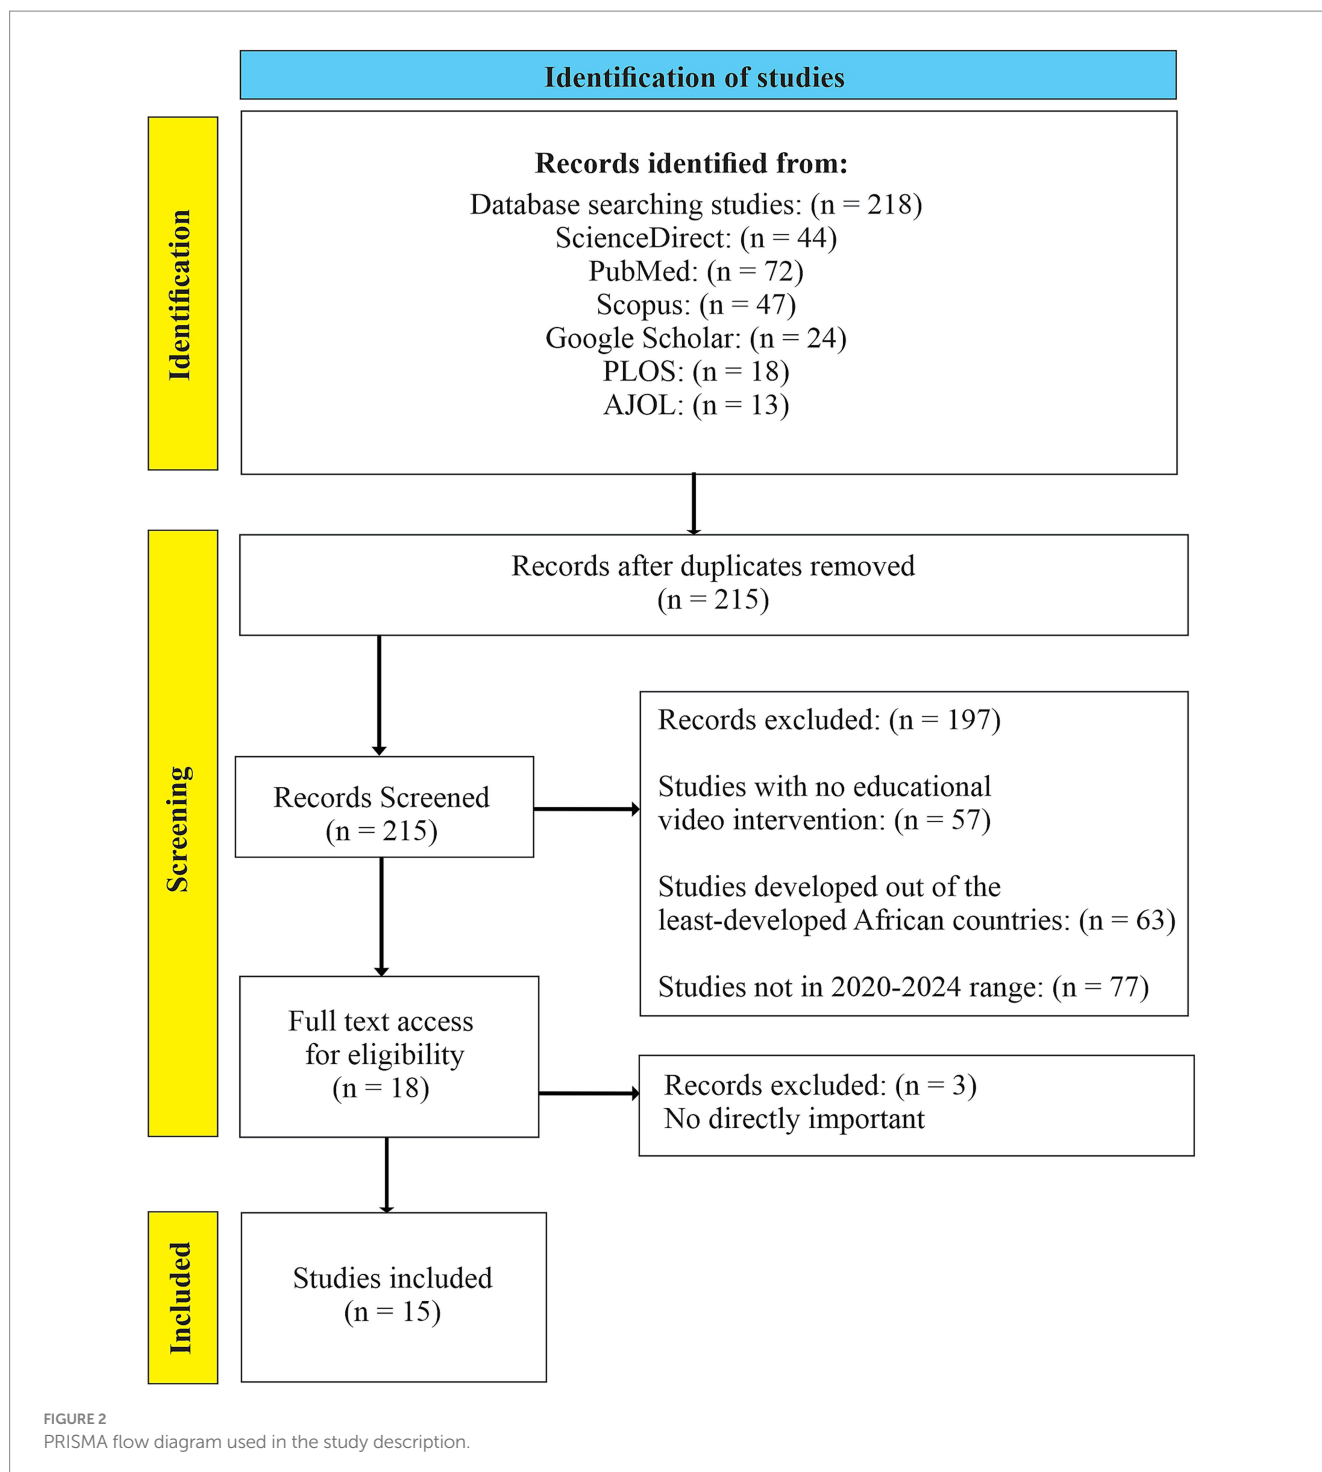 Identification of studies
Identification
Records identified from:
Database searching studies: (n = 218)
ScienceDirect: (n = 44)
PubMed: (n = 72)
Scopus: (n = 47)
Google Scholar: (n = 24)
PLOS: (n = 18)
AJOL: (n = 13)
Screening
Records after duplicates removed
(n = 215)
Records Screened
(n = 215)
Records excluded: (n = 197)
Studies with no educational
video intervention: (n = 57)
Studies developed out of the
least-developed African countries: (n = 63)
Studies not in 2020-2024 range: (n = 77)
Full text access
for eligibility
(n = 18)
Records excluded: (n = 3)
No directly important
Included
Studies included
(n = 15)
FIGURE 2
PRISMA flow diagram used in the study description.